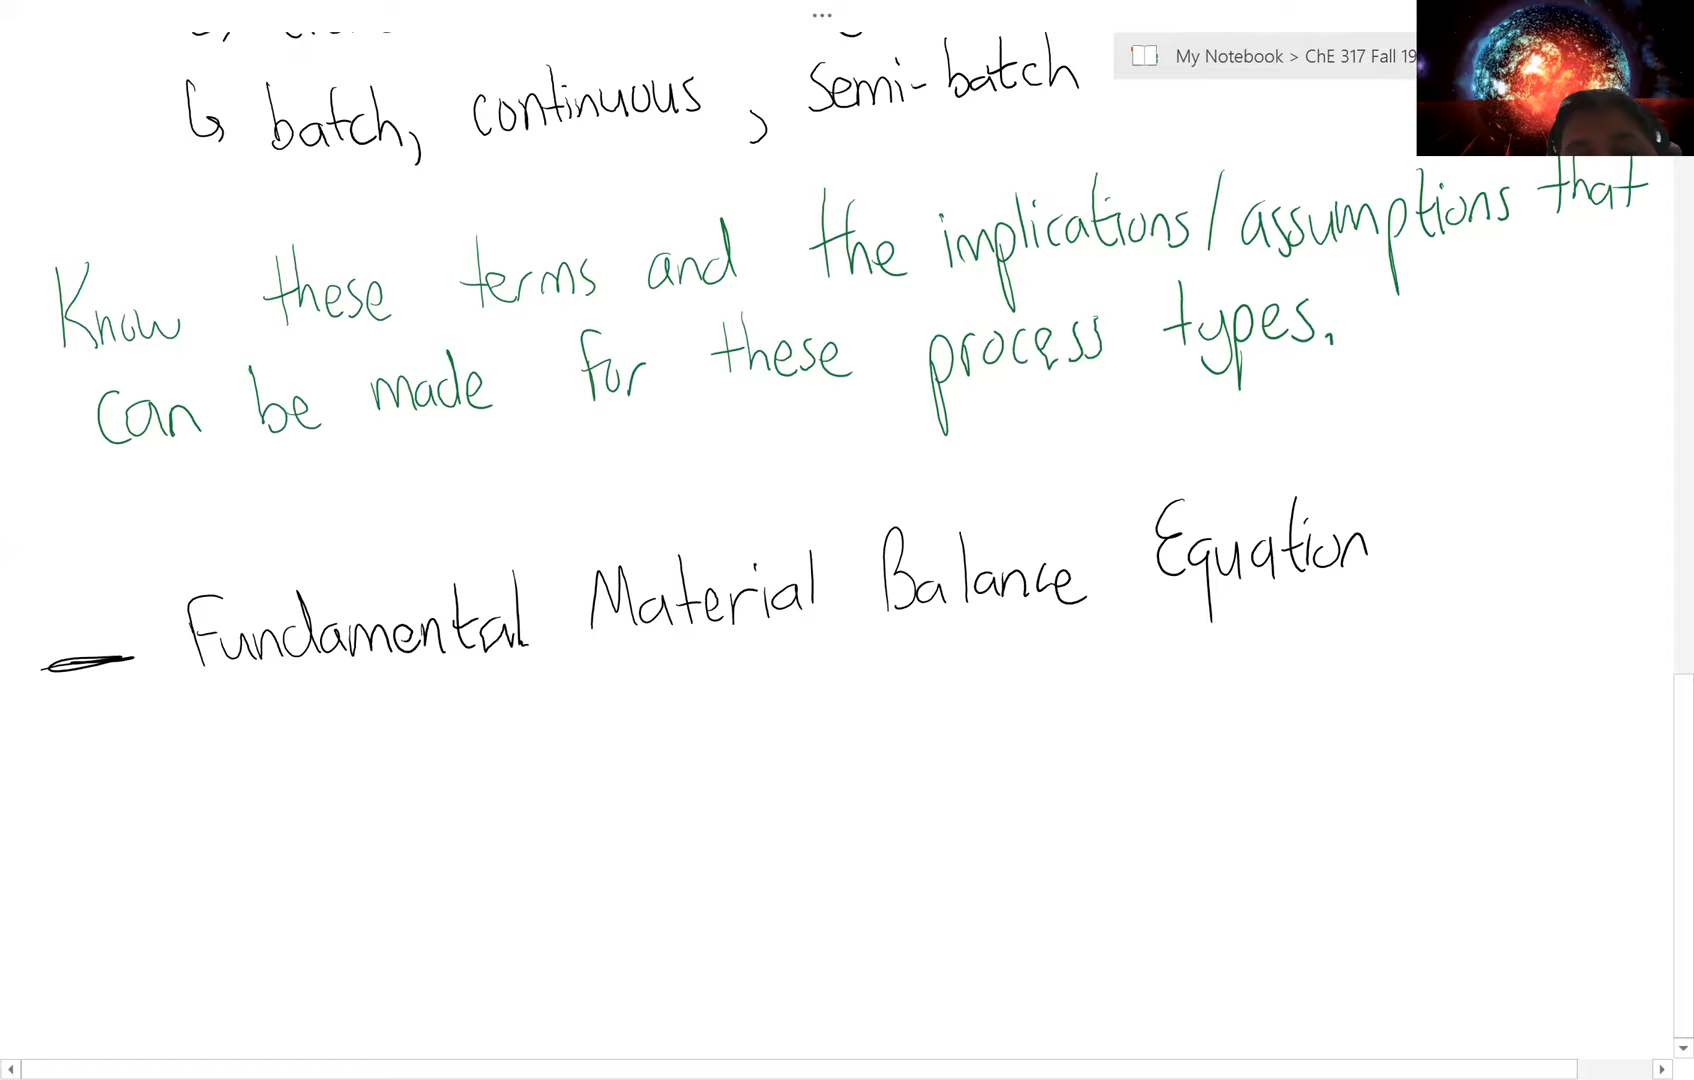 My Notebook > ChE 317 Fall 19
↳ batch, continuous, semi-batch
Know these terms and the implications/assumptions that
can be made for these process types.
— Fundamental Material Balance Equation